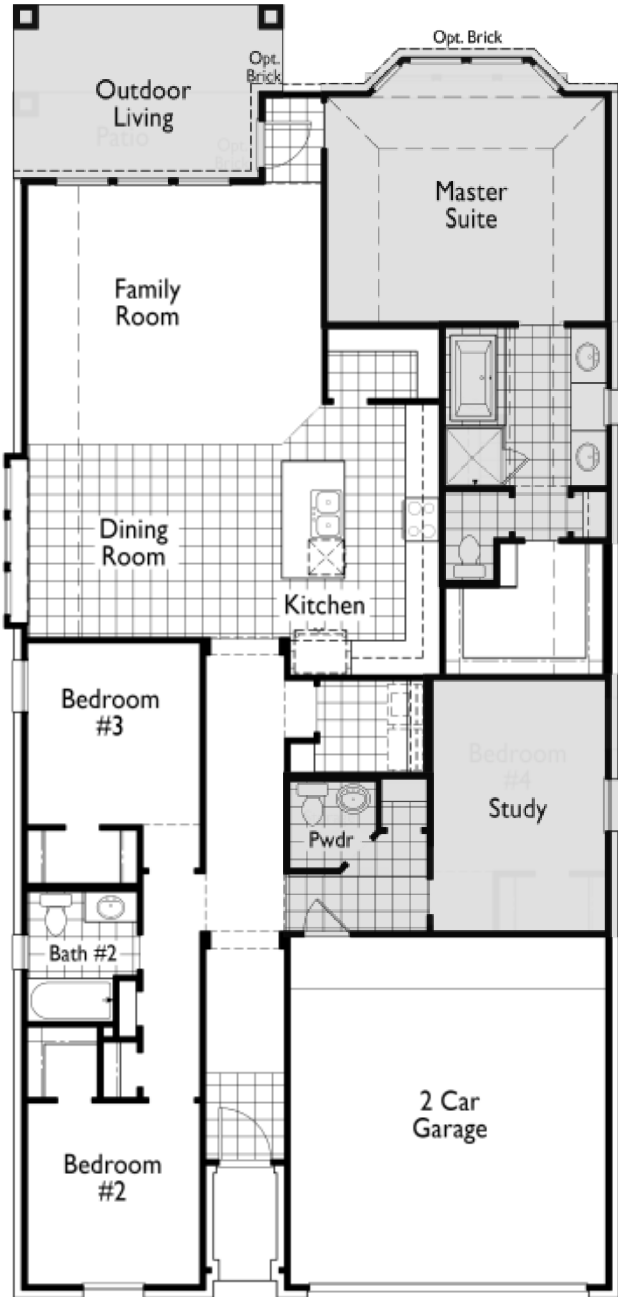 Opt. Brick
Opt.
Brick
Outdoor
Living
Patio
Opt.
Brick
Master
Suite
Family
Room
Dining
Room
Kitchen
Bedroom
#3
Bedroom
#4
Study
Pwdr
Bath #2
2 Car
Garage
Bedroom
#2